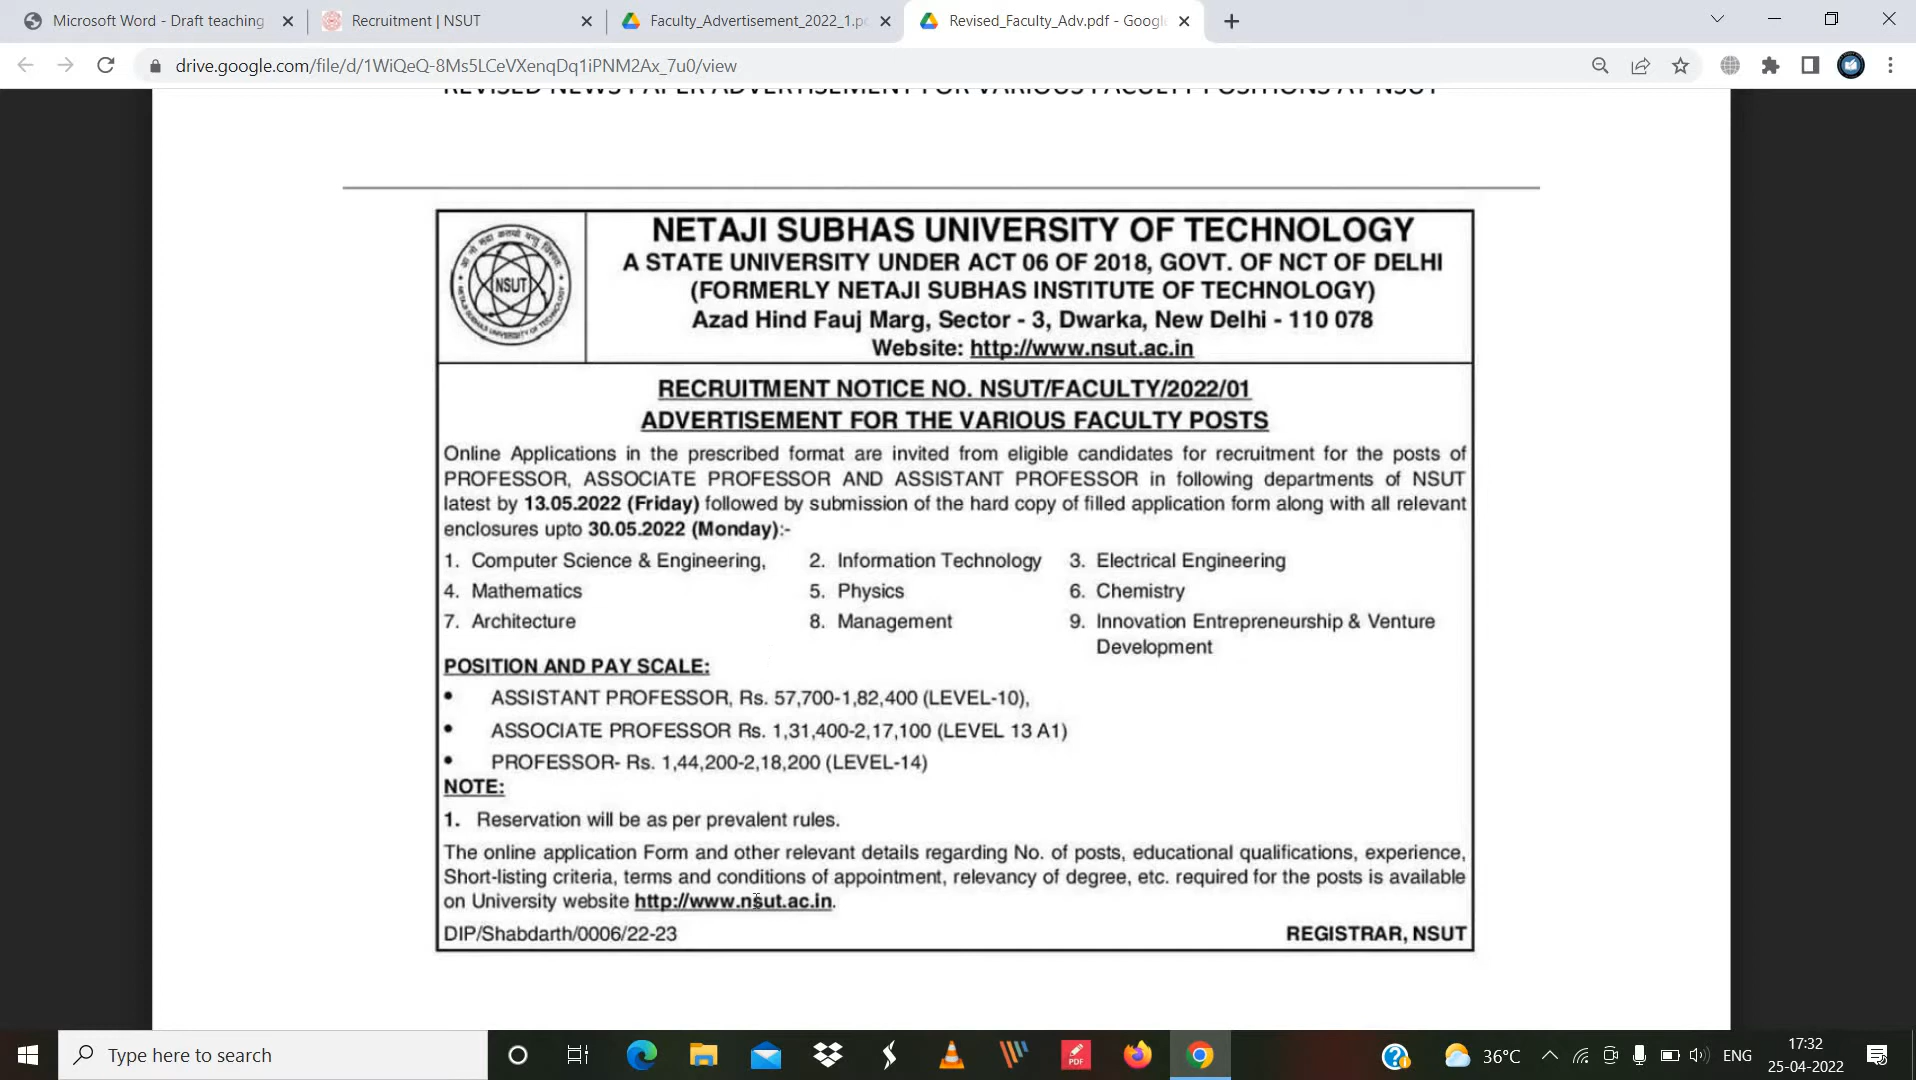 Microsoft Word - Draft teaching
Recruitment | NSUT
Faculty_Advertisement_2022_1.pd
Revised_Faculty_Adv.pdf - Google
drive.google.com/file/d/1WiQeQ-8Ms5LCeVXenqDq1iPNM2Ax_7u0/view
REVISED NEWS PAPER ADVERTISEMENT FOR VARIOUS FACULTY POSITIONS AT NSUT
NSUT
NETAJI SUBHAS UNIVERSITY OF TECHNOLOGY
A STATE UNIVERSITY UNDER ACT 06 OF 2018, GOVT. OF NCT OF DELHI
(FORMERLY NETAJI SUBHAS INSTITUTE OF TECHNOLOGY)
Azad Hind Fauj Marg, Sector - 3, Dwarka, New Delhi - 110 078
Website: http://www.nsut.ac.in
RECRUITMENT NOTICE NO. NSUT/FACULTY/2022/01
ADVERTISEMENT FOR THE VARIOUS FACULTY POSTS
Online Applications in the prescribed format are invited from eligible candidates for recruitment for the posts of
PROFESSOR, ASSOCIATE PROFESSOR AND ASSISTANT PROFESSOR in following departments of NSUT
latest by 13.05.2022 (Friday) followed by submission of the hard copy of filled application form along with all relevant
enclosures upto 30.05.2022 (Monday):-
1. Computer Science & Engineering, 2. Information Technology 3. Electrical Engineering
4. Mathematics 5. Physics 6. Chemistry
7. Architecture 8. Management 9. Innovation Entrepreneurship & Venture
Development
POSITION AND PAY SCALE:
• ASSISTANT PROFESSOR, Rs. 57,700-1,82,400 (LEVEL-10),
• ASSOCIATE PROFESSOR Rs. 1,31,400-2,17,100 (LEVEL 13 A1)
• PROFESSOR- Rs. 1,44,200-2,18,200 (LEVEL-14)
NOTE:
1. Reservation will be as per prevalent rules.
The online application Form and other relevant details regarding No. of posts, educational qualifications, experience,
Short-listing criteria, terms and conditions of appointment, relevancy of degree, etc. required for the posts is available
on University website http://www.nsut.ac.in.
DIP/Shabdarth/0006/22-23 REGISTRAR, NSUT
Type here to search
PDF
36°C
ENG
17:32
25-04-2022